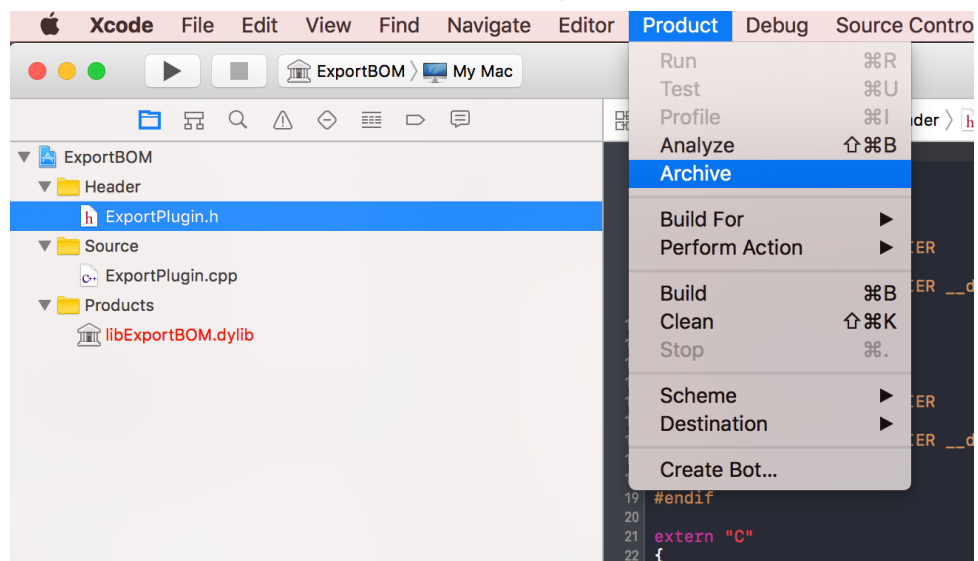 Xcode File Edit View Find Navigate Editor Product Debug Source Contro
ExportBOM 〉 My Mac
Run ⌘R
Test ⌘U
Profile ⌘I
der 〉 h
Analyze ⇧⌘B
Archive
ExportBOM
Header
h ExportPlugin.h
Source
C++ ExportPlugin.cpp
Products
libExportBOM.dylib
Build For
Perform Action
ER
Build ⌘B
ER __d
Clean ⇧⌘K
Stop ⌘.
Scheme
ER
Destination
ER __d
Create Bot...
19 #endif
20
21 extern "C"
22 {